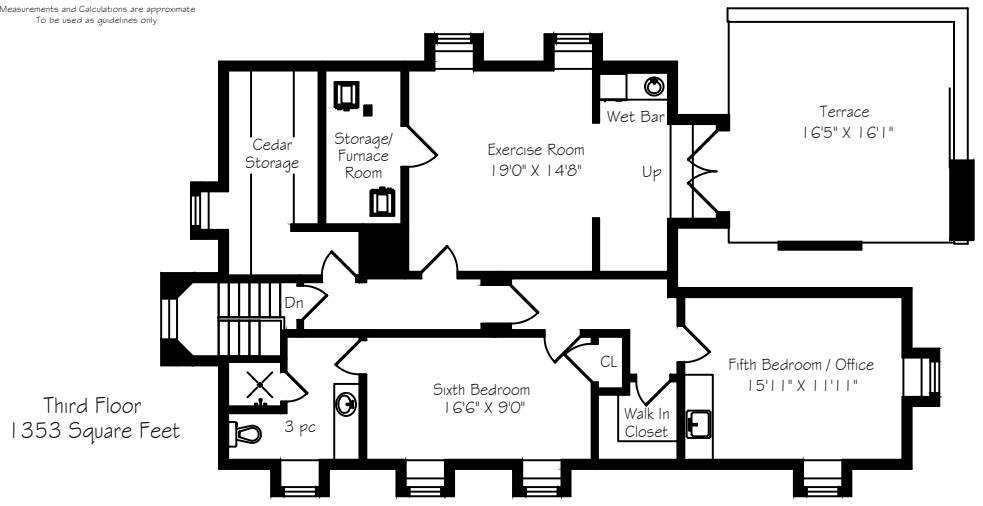 Measurements and Calculations are approximate
To be used as guidelines only
Terrace
16'5" X 16'1"
Wet Bar
Cedar
Storage
Storage/
Furnace
Room
Exercise Room
19'0" X 14'8"
Up
Dn
CL
Fifth Bedroom / Office
15'11" X 11'11"
Sixth Bedroom
16'6" X 9'0"
Walk In
Closet
3 pc
Third Floor
1353 Square Feet